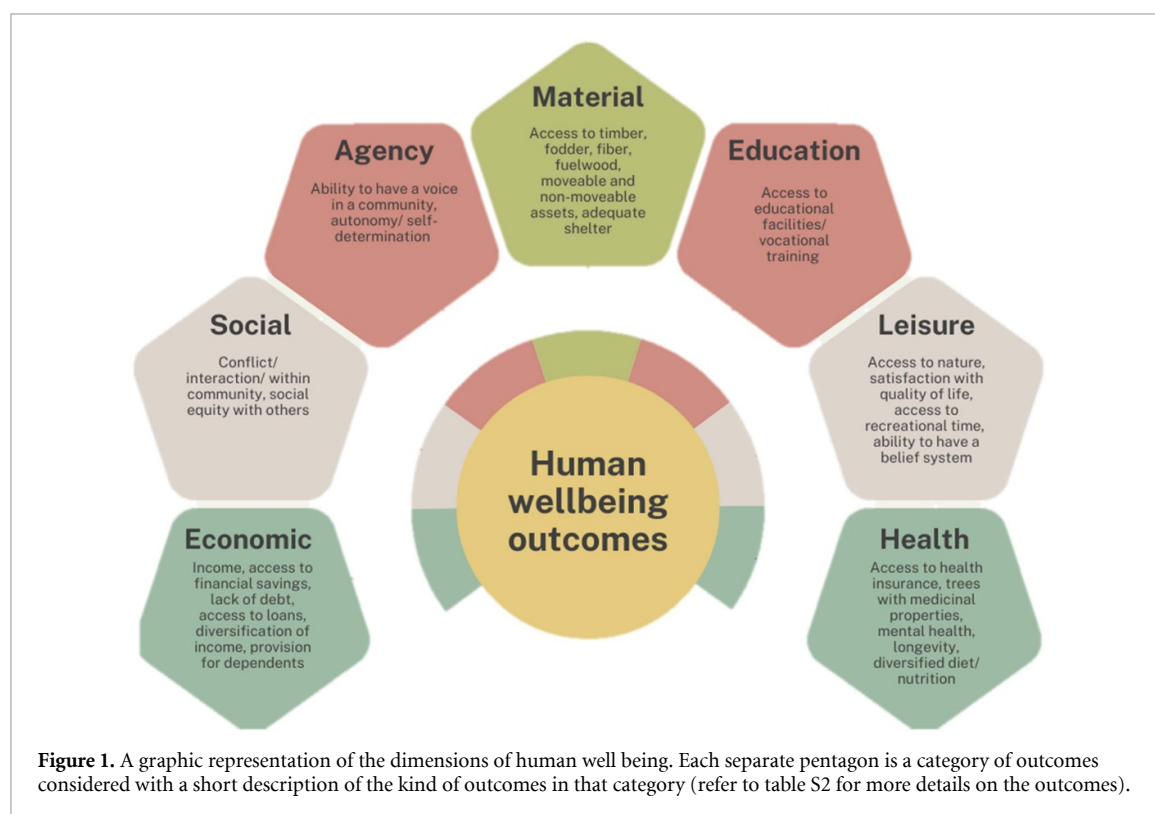 Material
Access to timber,
fodder, fiber,
fuelwood,
moveable and
non-moveable
assets, adequate
shelter
Agency
Ability to have a voice
in a community,
autonomy/ self-
determination
Education
Access to
educational
facilities/
vocational
training
Social
Conflict/
interaction/ within
community, social
equity with others
Leisure
Access to nature,
satisfaction with
quality of life,
access to
recreational time,
ability to have a
belief system
Human
wellbeing
outcomes
Economic
Income, access to
financial savings,
lack of debt,
access to loans,
diversification of
income, provision
for dependents
Health
Access to health
insurance, trees
with medicinal
properties,
mental health,
longevity,
diversified diet/
nutrition
Figure 1. A graphic representation of the dimensions of human well being. Each separate pentagon is a category of outcomes
considered with a short description of the kind of outcomes in that category (refer to table S2 for more details on the outcomes).